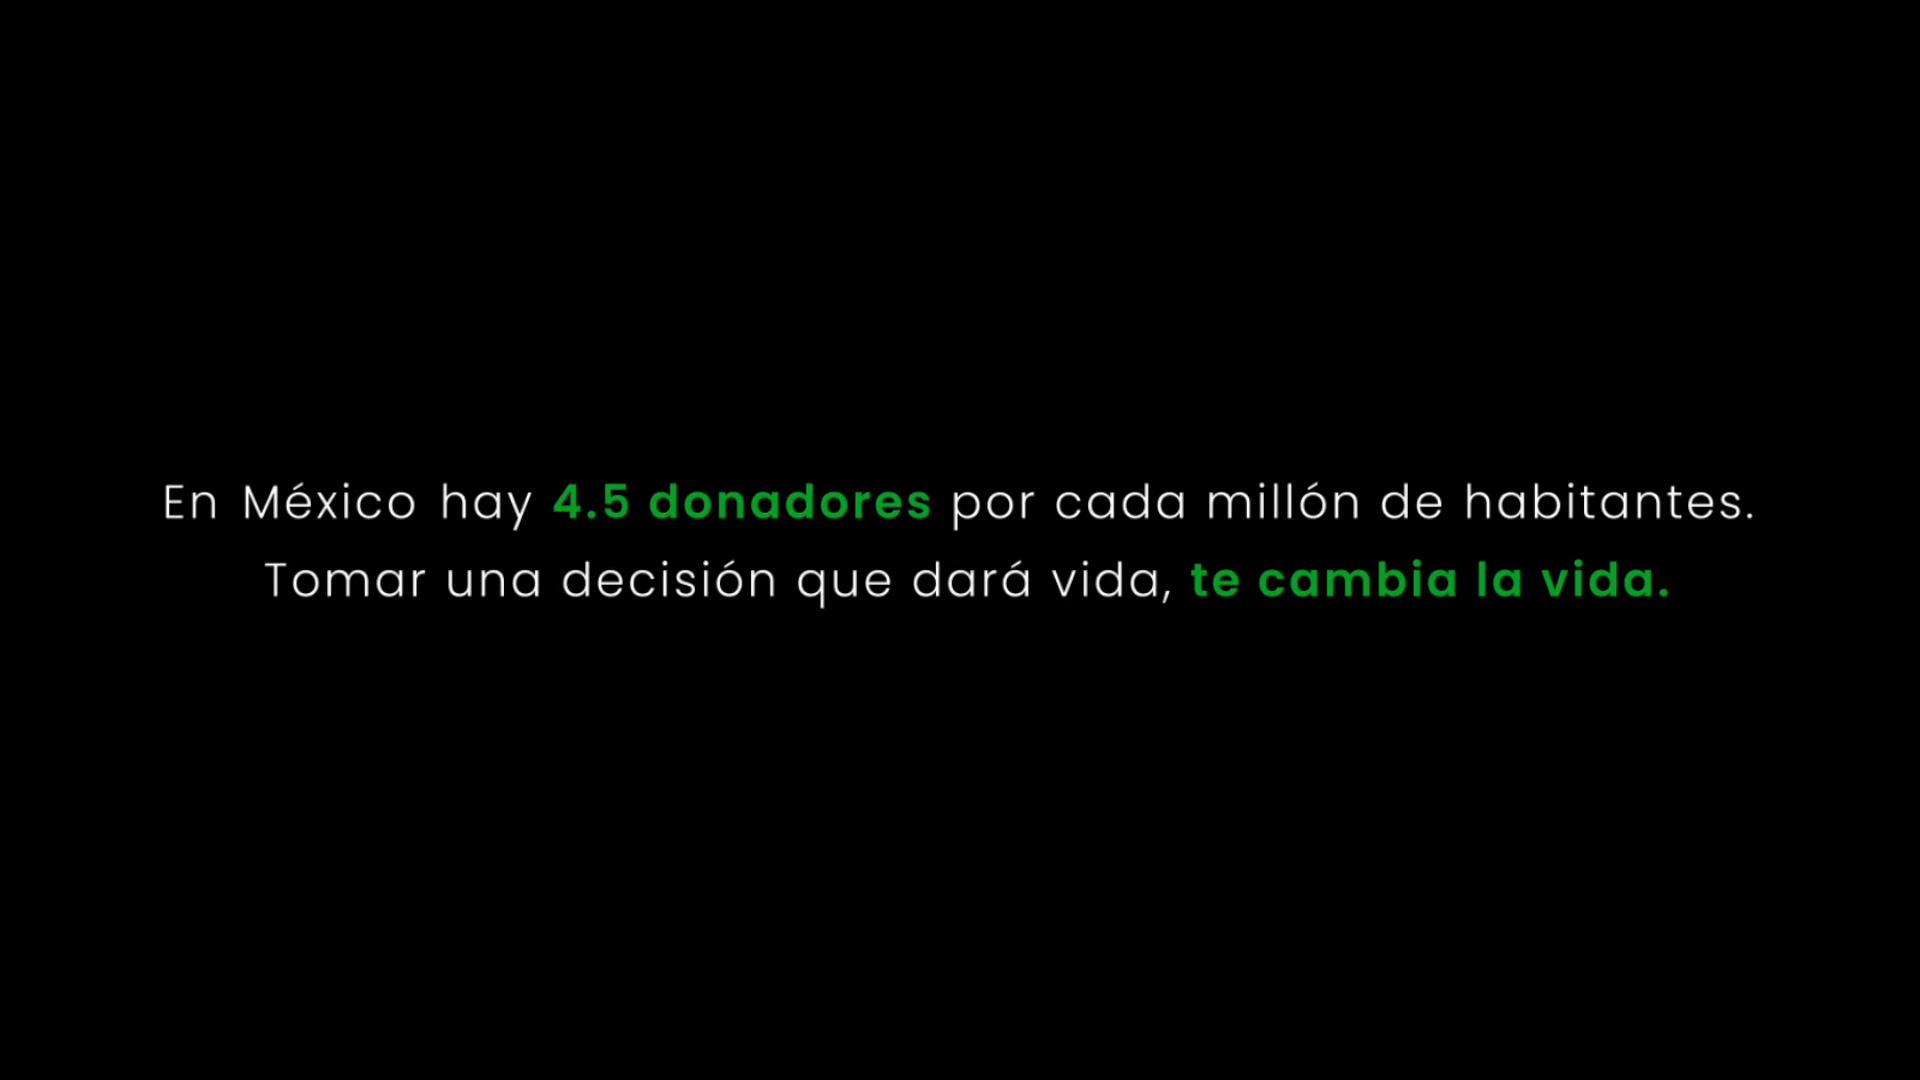 En México hay 4.5 donadores por cada millón de habitantes.
Tomar una decisión que dará vida, te cambia la vida.